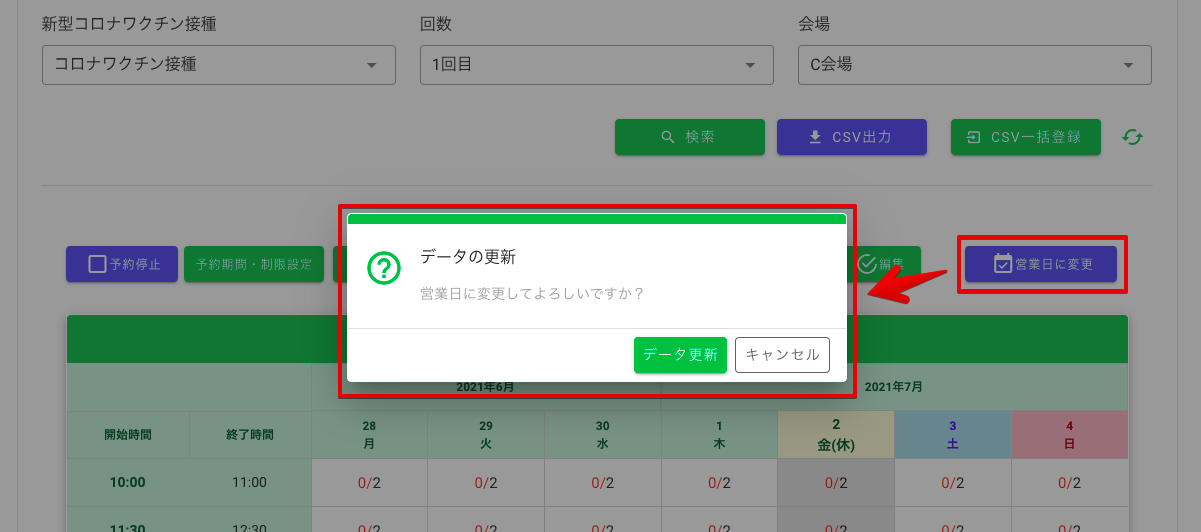 新型コロナワクチン接種
回数
会場
コロナワクチン接種
1回目
C会場
検索
CSV出力
CSV一括登録
予約停止
予約期間・制限設定
データの更新
営業日に変更してよろしいですか？
編集
営業日に変更
データ更新
キャンセル
2021年6月
2021年7月
開始時間
終了時間
28
月
29
火
30
水
1
木
2
金(休)
3
土
4
日
10:00
11:00
0/2
0/2
0/2
0/2
0/2
0/2
0/2
11:30
12:30
0/2
0/2
0/2
0/2
0/2
0/2
0/2